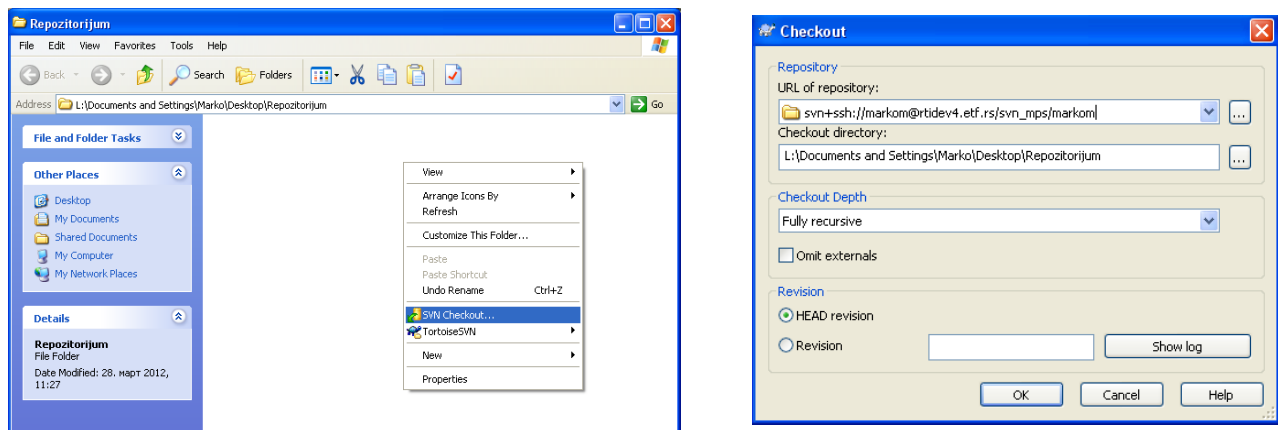 Repozitorijum
File Edit View Favorites Tools Help
Back Search Folders
Address L:\Documents and Settings\Marko\Desktop\Repozitorijum Go
File and Folder Tasks
Other Places
Desktop
My Documents
Shared Documents
My Computer
My Network Places
Details
Repozitorijum
File Folder
Date Modified: 28. март 2012,
11:27
View
Arrange Icons By
Refresh
Customize This Folder...
Paste
Paste Shortcut
Undo Rename Ctrl+Z
SVN Checkout...
TortoiseSVN
New
Properties
Checkout
Repository
URL of repository:
svn+ssh://markom@rtidev4.etf.rs/svn_mps/markom
...
Checkout directory:
L:\Documents and Settings\Marko\Desktop\Repozitorijum
...
Checkout Depth
Fully recursive
Omit externals
Revision
HEAD revision
Revision Show log
OK Cancel Help